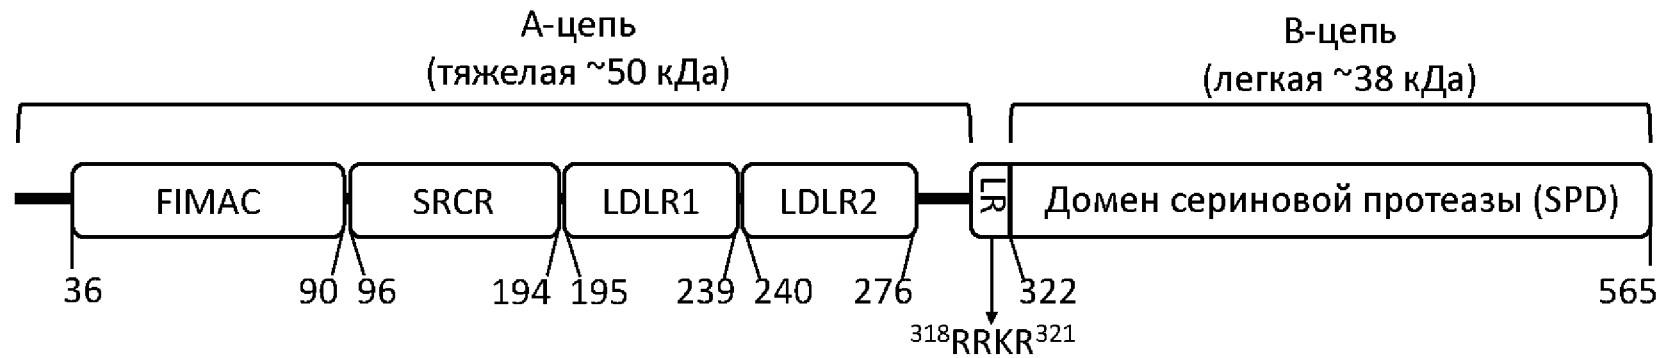 А-цепь
(тяжелая ~50 кДа)
В-цепь
(легкая ~38 кДа)
FIMAC
SRCR
LDLR1
LDLR2
LR
Домен сериновой протеазы (SPD)
36
90
96
194
195
239
240
276
322
565
³¹⁸RRKR³²¹